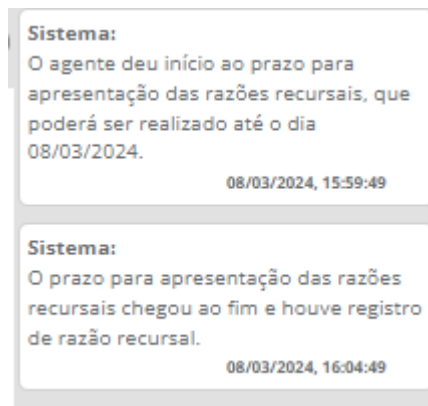 Sistema:
O agente deu início ao prazo para
apresentação das razões recursais, que
poderá ser realizado até o dia
08/03/2024.
08/03/2024, 15:59:49
Sistema:
O prazo para apresentação das razões
recursais chegou ao fim e houve registro
de razão recursal.
08/03/2024, 16:04:49